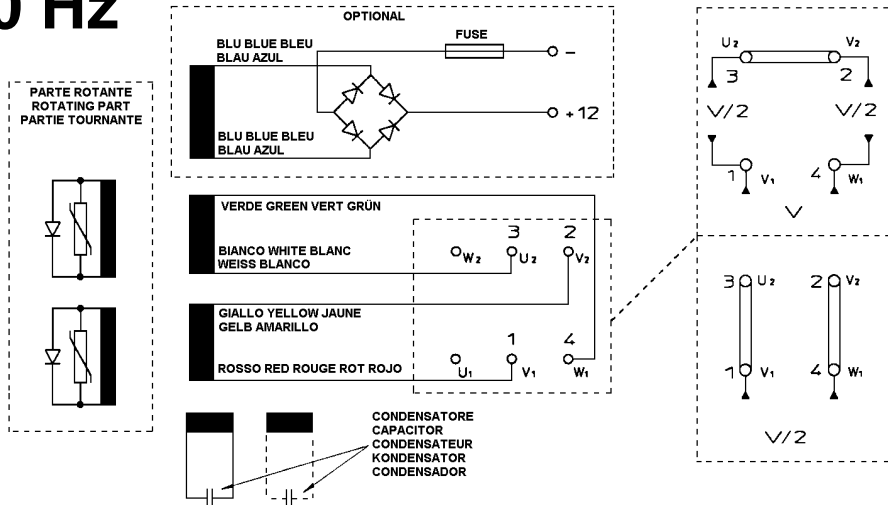 0 Hz
OPTIONAL
BLU BLUE BLEU
BLAU AZUL
FUSE
−
+12
BLU BLUE BLEU
BLAU AZUL
PARTE ROTANTE
ROTATING PART
PARTIE TOURNANTE
VERDE GREEN VERT GRÜN
BIANCO WHITE BLANC
WEISS BLANCO
GIALLO YELLOW JAUNE
GELB AMARILLO
ROSSO RED ROUGE ROT ROJO
3 2
W2 U2 V2
1 4
U1 V1 W1
CONDENSATORE
CAPACITOR
CONDENSATEUR
KONDENSATOR
CONDENSADOR
U2 V2
3 2
V/2 V/2
1 V1 4 W1
V
3 U2 2 V2
1 V1 4 W1
V/2